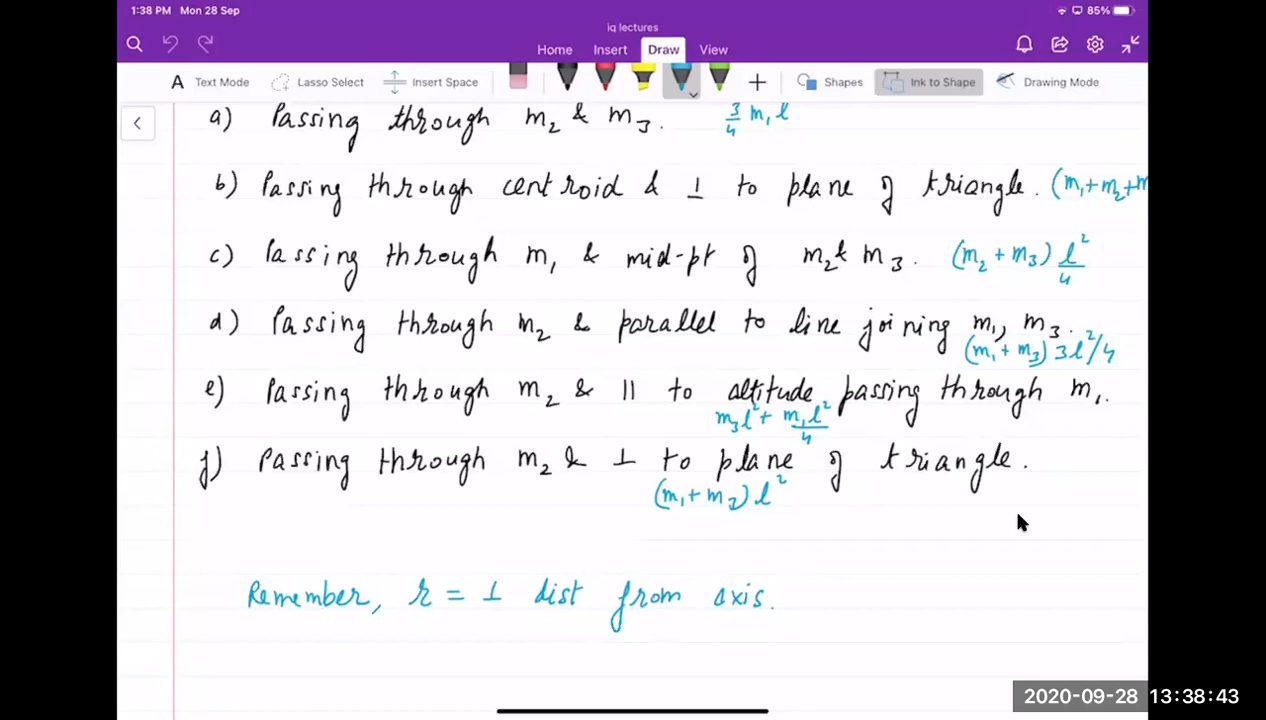 1:38 PM Mon 28 Sep 85%
iq lectures
Home Insert Draw View
Text Mode Lasso Select Insert Space Shapes Ink to Shape Drawing Mode
a) Passing through m₂ & m₃. 3/4 m₁ l
b) Passing through centroid & ⊥ to plane of triangle. (m₁+m₂+m
c) Passing through m₁ & mid-pt of m₂ & m₃. (m₂ + m₃) l²/4
d) Passing through m₂ & parallel to line joining m₁, m₃.
(m₁ + m₃) 3l²/4
e) Passing through m₂ & || to altitude passing through m₁.
m₃l² + m₁l²/4
f) Passing through m₂ & ⊥ to plane of triangle.
(m₁ + m₃) l²
Remember, r = ⊥ dist from axis.
2020-09-28 13:38:43